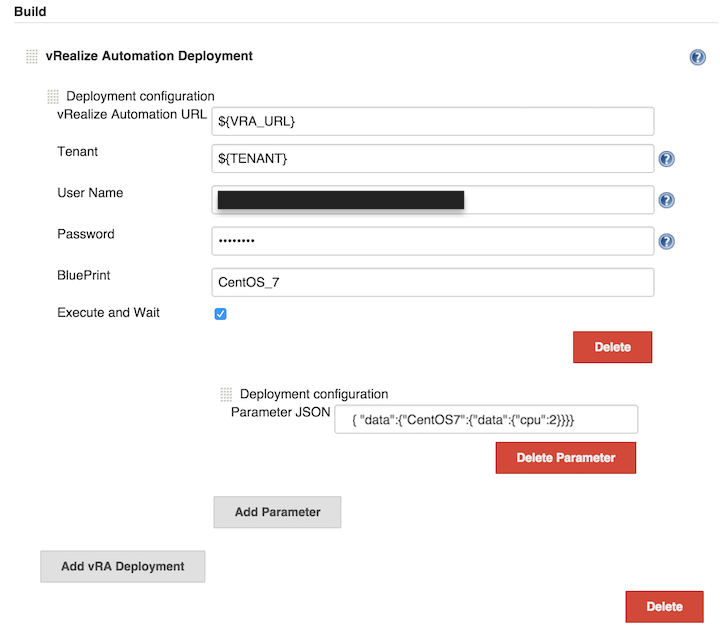 Build
vRealize Automation Deployment
Deployment configuration
vRealize Automation URL ${VRA_URL}
Tenant ${TENANT}
User Name
Password ••••••••
BluePrint CentOS_7
Execute and Wait
Delete
Deployment configuration
Parameter JSON { "data":{"CentOS7":{"data":{"cpu":2}}}}
Delete Parameter
Add Parameter
Add vRA Deployment
Delete